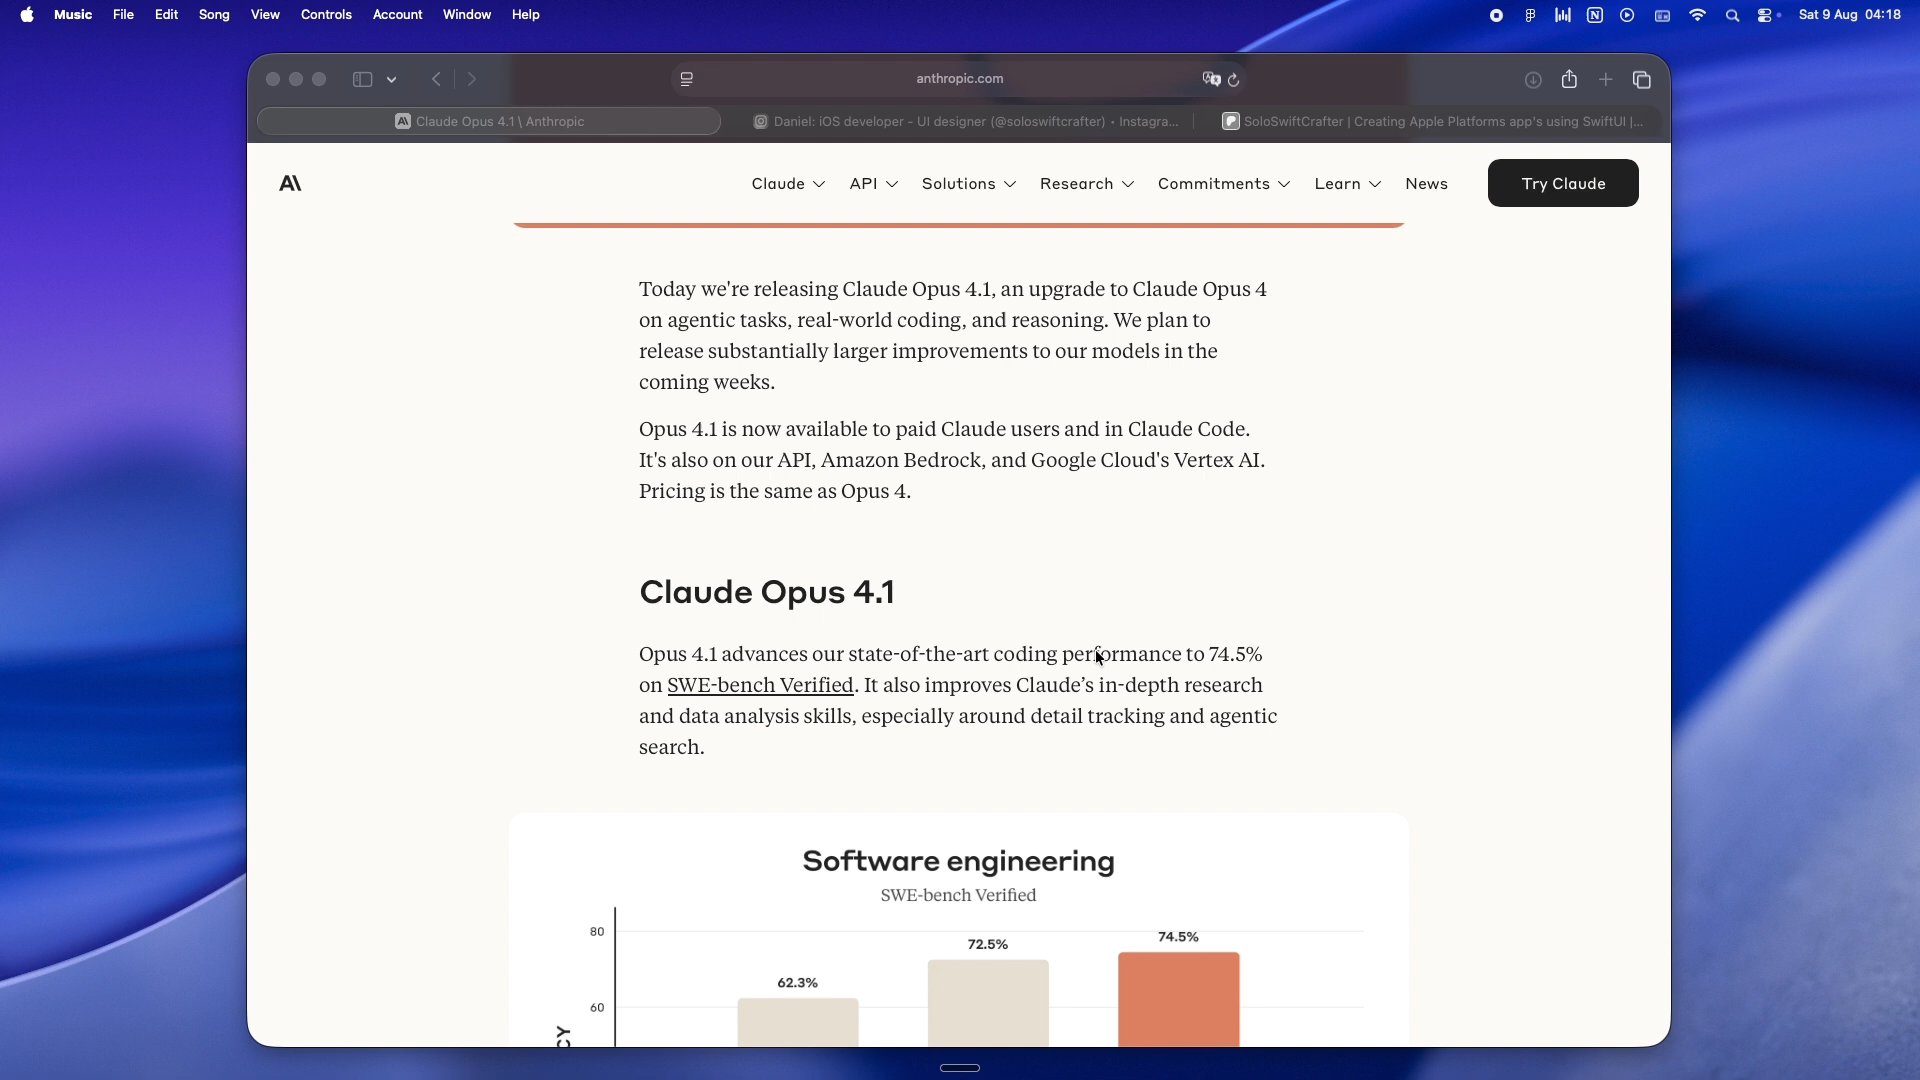 Music File Edit Song View Controls Account Window Help
Sat 9 Aug 04:18
anthropic.com
Claude Opus 4.1 \ Anthropic
Daniel: iOS developer - UI designer (@soloswiftcrafter) • Instagra...
SoloSwiftCrafter | Creating Apple Platforms app's using SwiftUI |...
Claude API Solutions Research Commitments Learn News Try Claude
Today we're releasing Claude Opus 4.1, an upgrade to Claude Opus 4
on agentic tasks, real-world coding, and reasoning. We plan to
release substantially larger improvements to our models in the
coming weeks.
Opus 4.1 is now available to paid Claude users and in Claude Code.
It's also on our API, Amazon Bedrock, and Google Cloud's Vertex AI.
Pricing is the same as Opus 4.
Claude Opus 4.1
Opus 4.1 advances our state-of-the-art coding performance to 74.5%
on SWE-bench Verified. It also improves Claude’s in-depth research
and data analysis skills, especially around detail tracking and agentic
search.
Software engineering
SWE-bench Verified
80
74.5%
72.5%
62.3%
60
CY